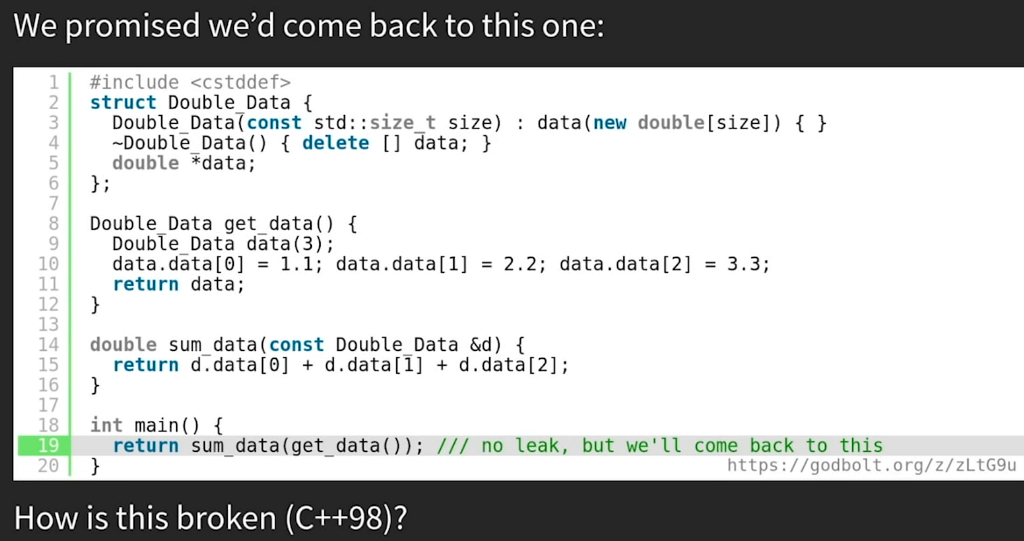 We promised we’d come back to this one:
1 #include <cstddef>
2 struct Double_Data {
3 Double_Data(const std::size_t size) : data(new double[size]) { }
4 ~Double_Data() { delete [] data; }
5 double *data;
6 };
7
8 Double_Data get_data() {
9 Double_Data data(3);
10 data.data[0] = 1.1; data.data[1] = 2.2; data.data[2] = 3.3;
11 return data;
12 }
13
14 double sum_data(const Double_Data &d) {
15 return d.data[0] + d.data[1] + d.data[2];
16 }
17
18 int main() {
19 return sum_data(get_data()); /// no leak, but we'll come back to this
20 }
https://godbolt.org/z/zLtG9u
How is this broken (C++98)?